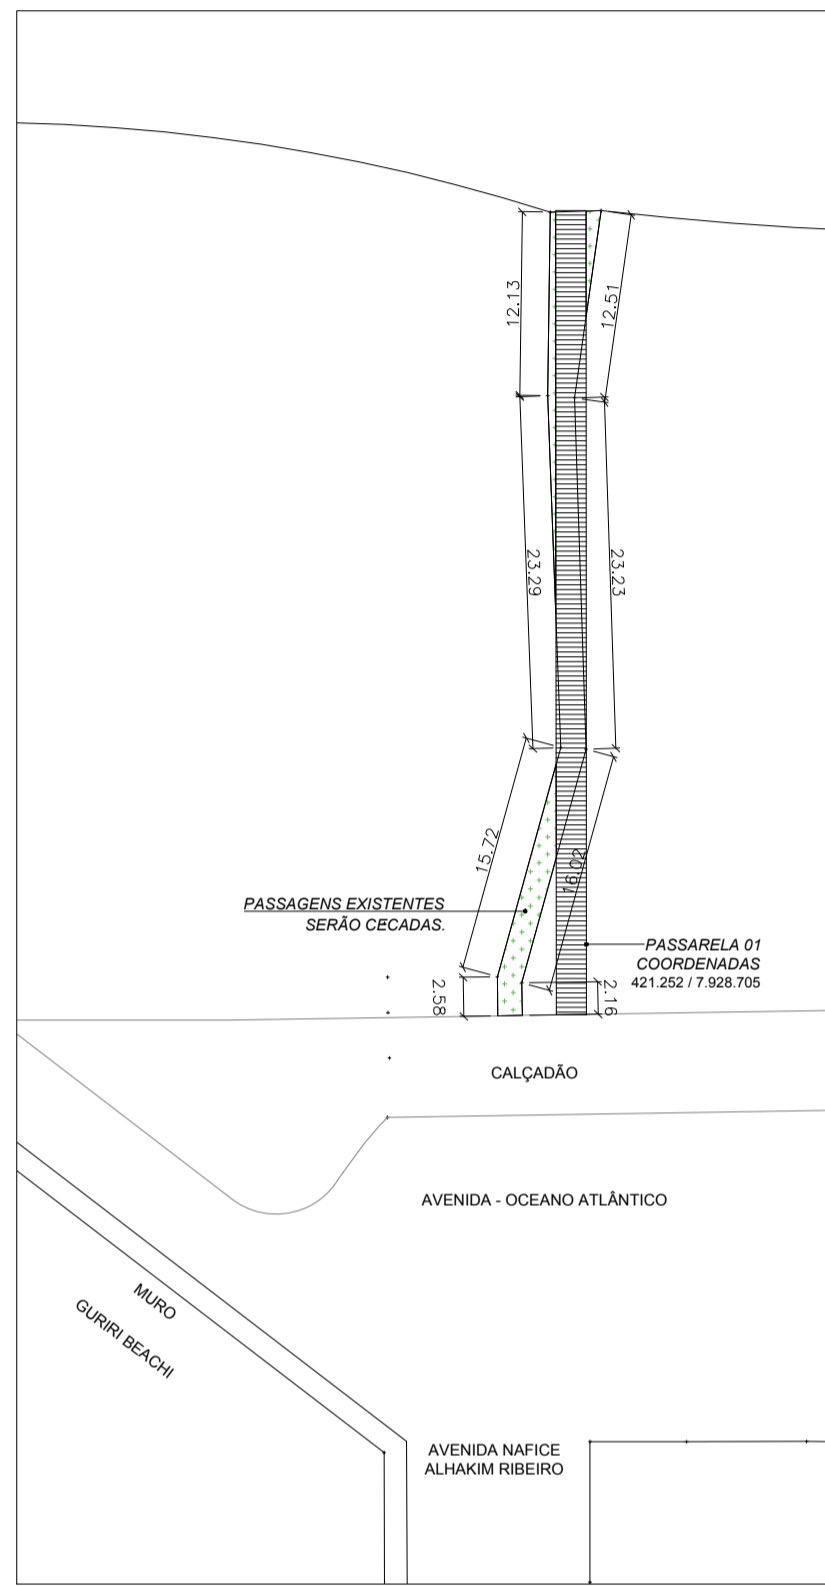 12.13
12.51
23.29
23.23
15.72
16.02
PASSAGENS EXISTENTES
SERÃO CECADAS.
PASSARELA 01
COORDENADAS
421.252 / 7.928.705
2.58
2.16
CALÇADÃO
AVENIDA - OCEANO ATLÂNTICO
MURO
GURIRI BEACHI
AVENIDA NAFICE
ALHAKIM RIBEIRO